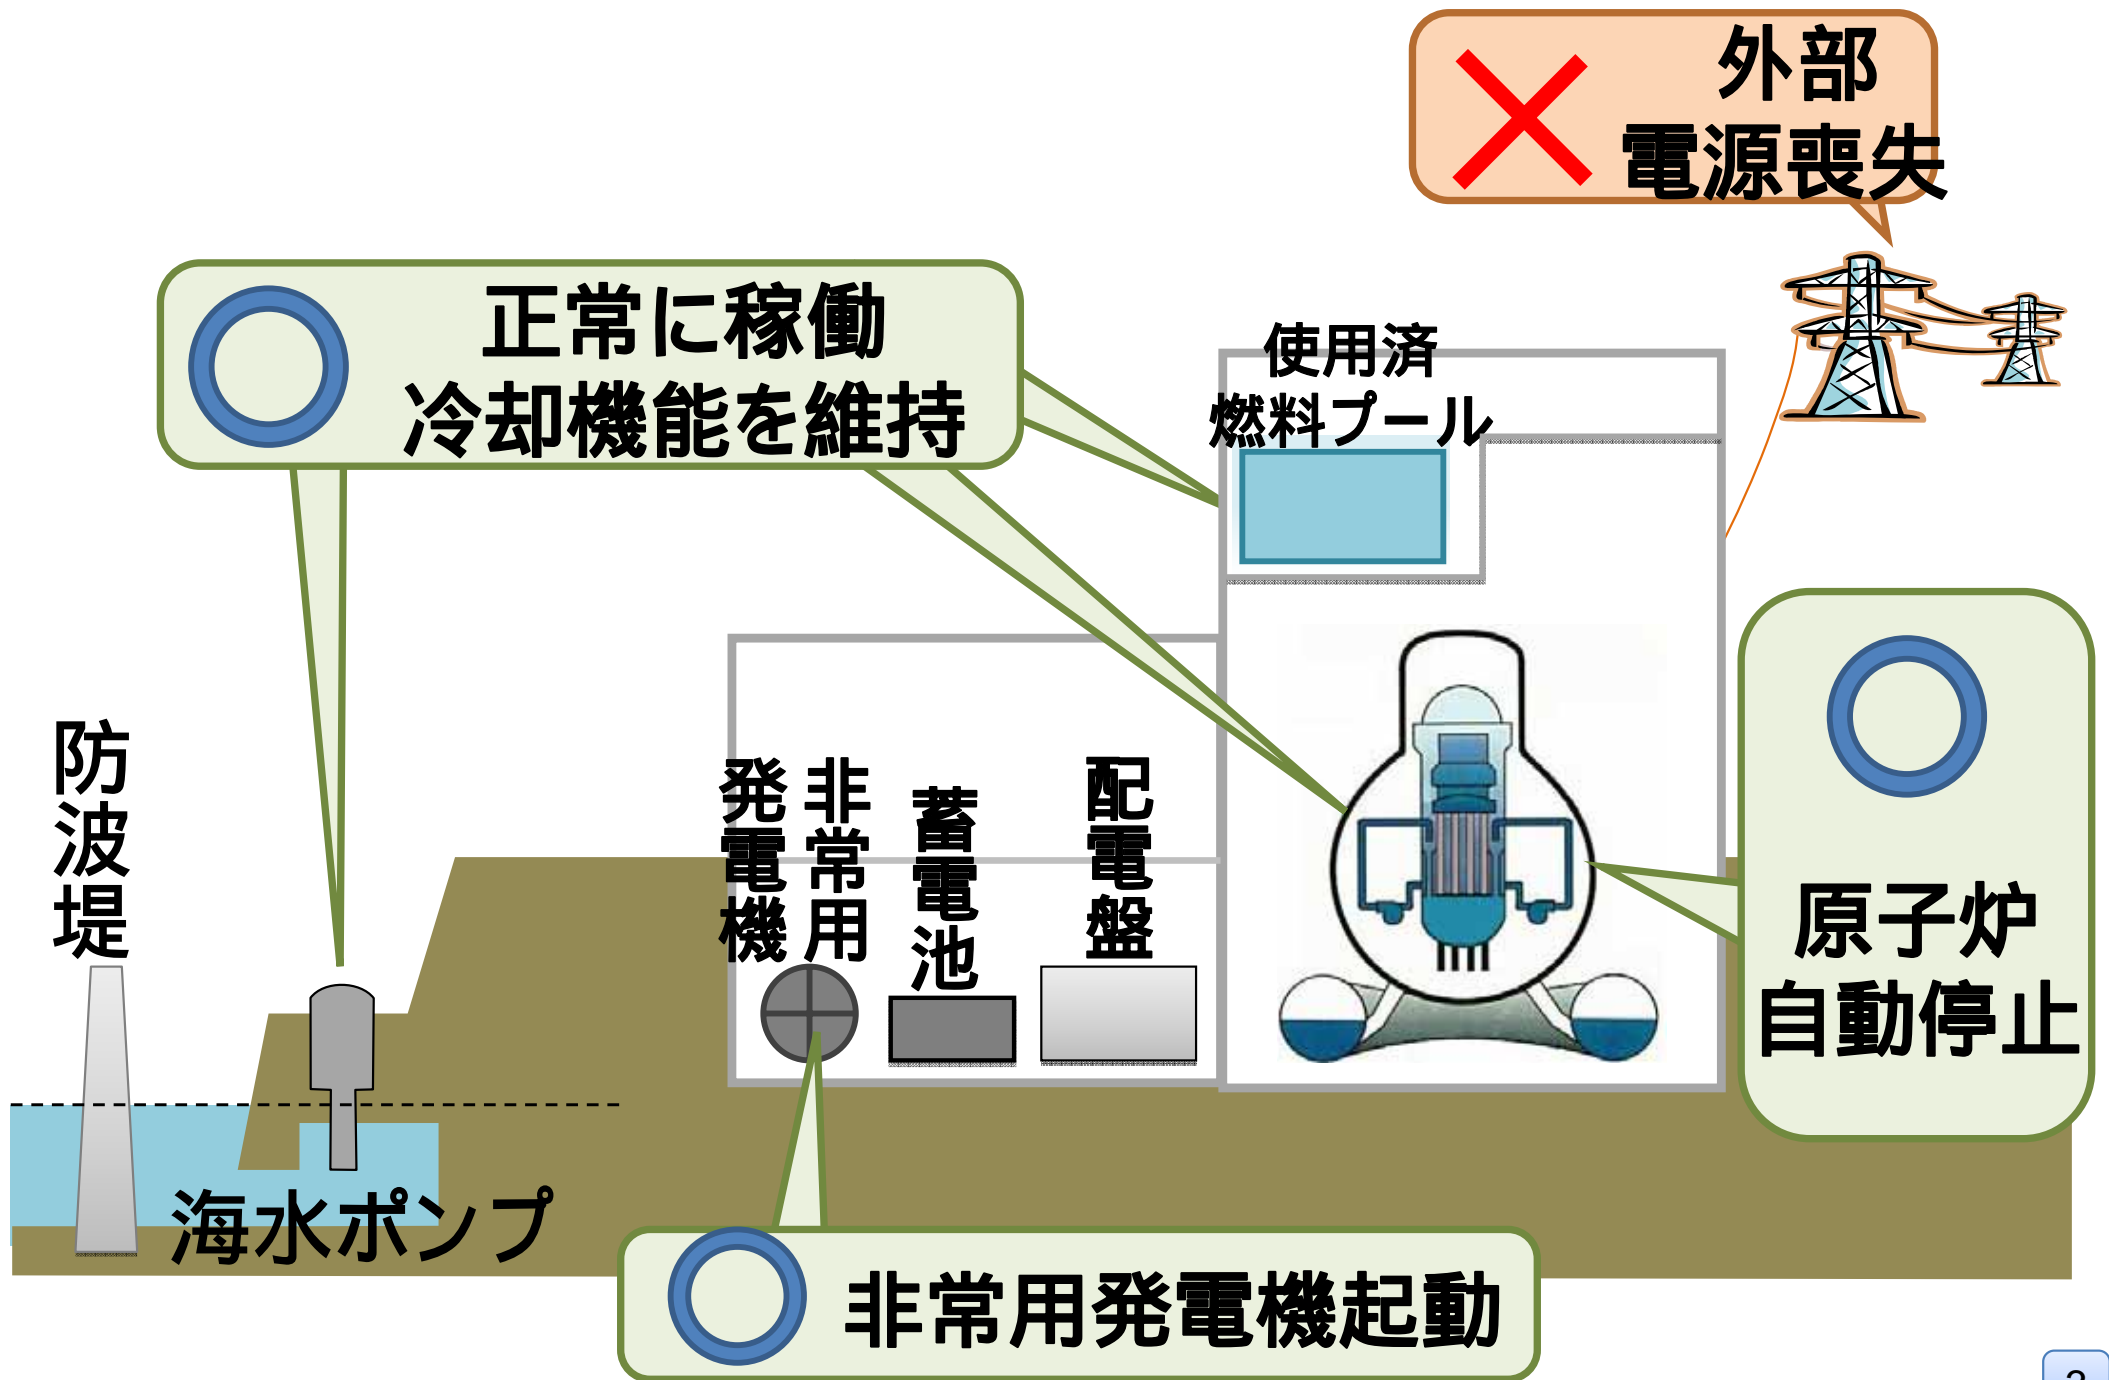 外部
電源喪失
正常に稼働
冷却機能を維持
使用済
燃料プール
防波堤
非常用
発電機
蓄電池
配電盤
原子炉
自動停止
海水ポンプ
非常用発電機起動